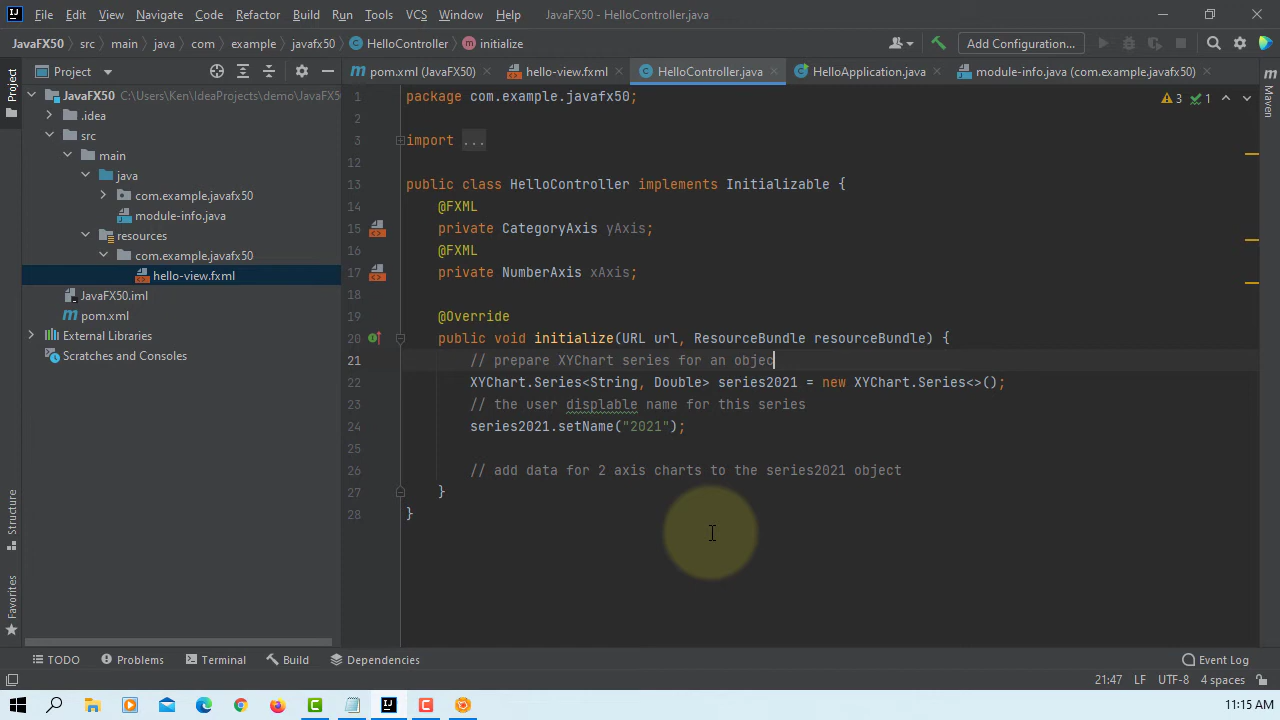 File Edit View Navigate Code Refactor Build Run Tools VCS Window Help JavaFX50 - HelloController.java
JavaFX50 src main java com example javafx50 HelloController initialize Add Configuration...
Project pom.xml (JavaFX50) hello-view.fxml HelloController.java HelloApplication.java module-info.java (com.example.javafx50)
Project
Maven
Structure
Favorites
JavaFX50 C:\Users\Ken\IdeaProjects\demo\JavaFX50
.idea
src
main
java
com.example.javafx50
module-info.java
resources
com.example.javafx50
hello-view.fxml
JavaFX50.iml
pom.xml
External Libraries
Scratches and Consoles
3 1
1 package com.example.javafx50;
2
3 import ...
12
13 public class HelloController implements Initializable {
14 @FXML
15 private CategoryAxis yAxis;
16 @FXML
17 private NumberAxis xAxis;
18
19 @Override
20 public void initialize(URL url, ResourceBundle resourceBundle) {
21 // prepare XYChart series for an objec
22 XYChart.Series<String, Double> series2021 = new XYChart.Series<>();
23 // the user displable name for this series
24 series2021.setName("2021");
25
26 // add data for 2 axis charts to the series2021 object
27 }
28 }
TODO Problems Terminal Build Dependencies Event Log
21:47 LF UTF-8 4 spaces
11:15 AM